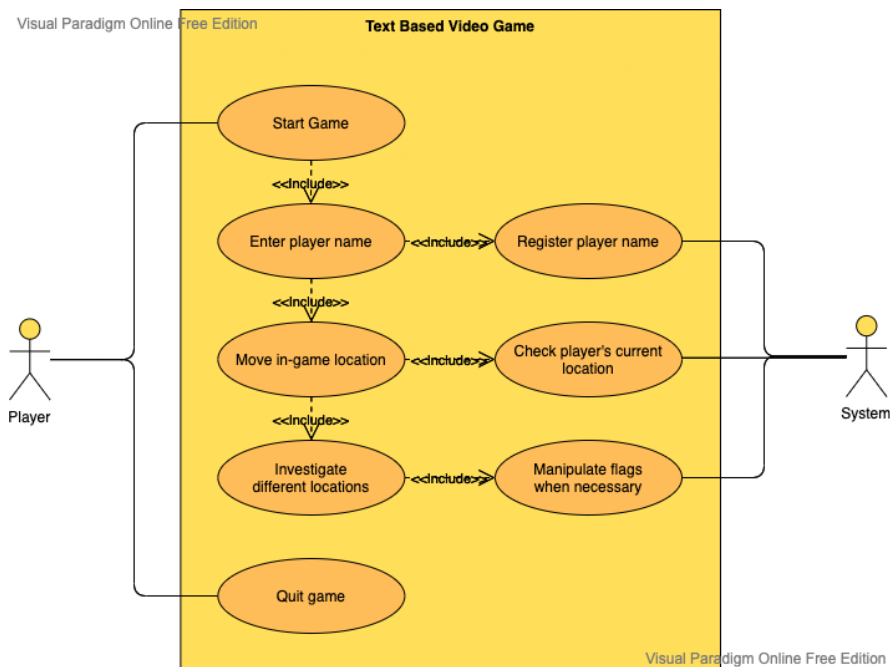 Visual Paradigm Online Free Edition
Text Based Video Game
Start Game
<<Include>>
Enter player name
<<Include>>
Register player name
<<Include>>
Move in-game location
<<Include>>
Check player's current
location
<<Include>>
Investigate
different locations
<<Include>>
Manipulate flags
when necessary
Quit game
Player
System
Visual Paradigm Online Free Edition